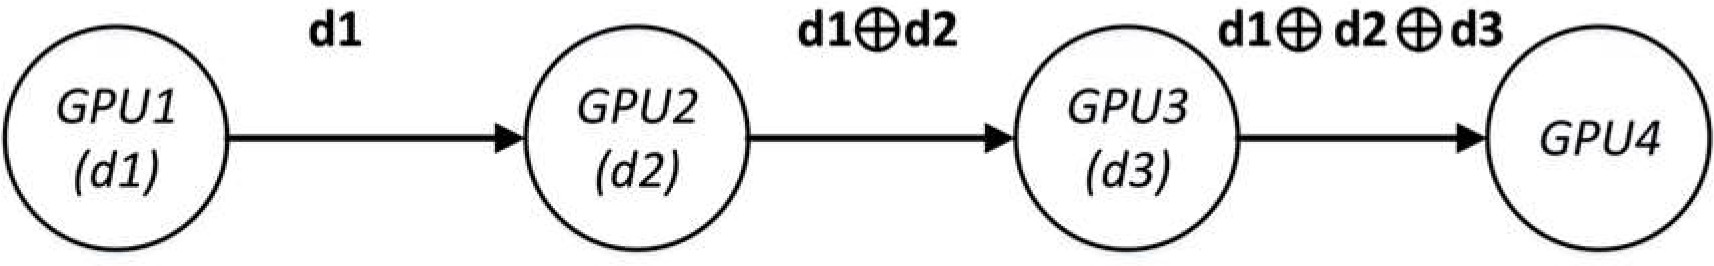 d1 d1⊕d2 d1⊕ d2 ⊕ d3
GPU1
(d1)
GPU2
(d2)
GPU3
(d3)
GPU4